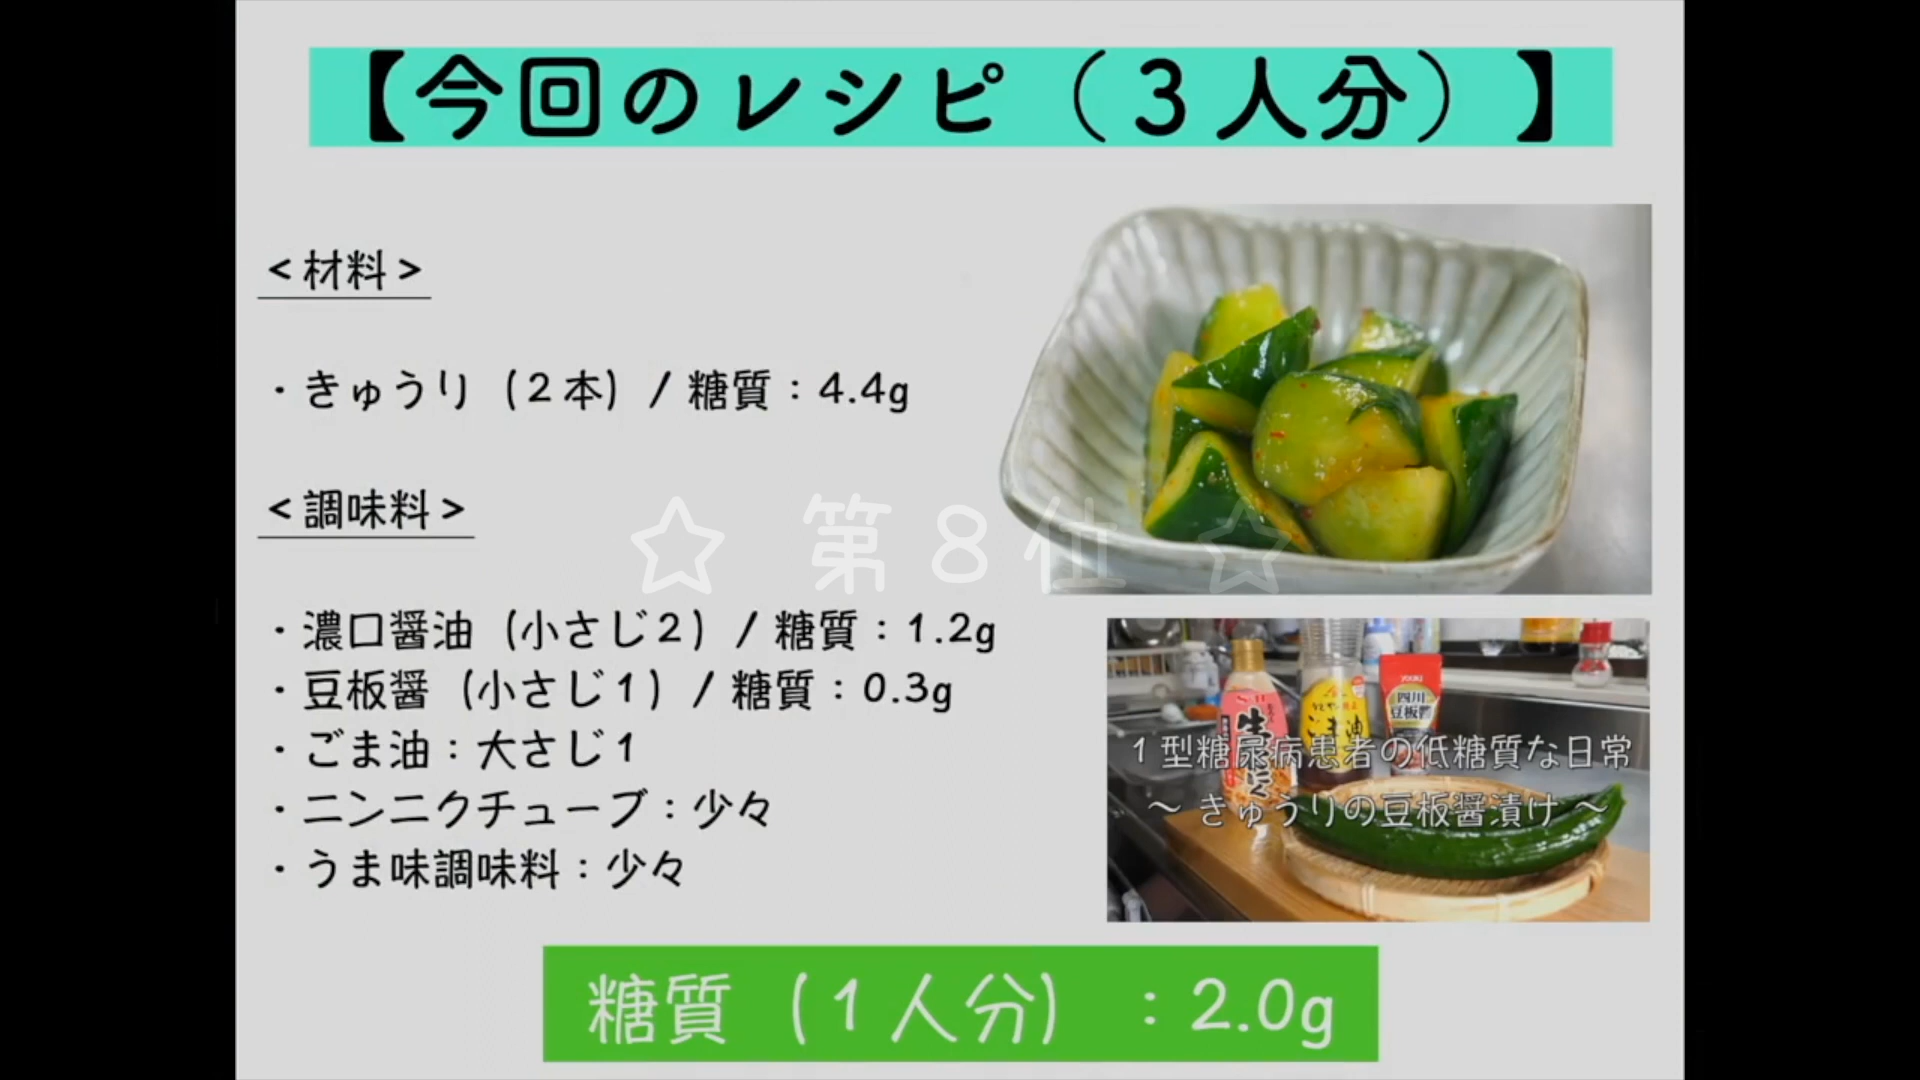 【今回のレシピ（３人分）】
＜材料＞
・きゅうり（２本）/ 糖質：4.4g
＜調味料＞
☆ 第８位 ☆
・濃口醤油（小さじ２）/ 糖質：1.2g
・豆板醤（小さじ１）/ 糖質：0.3g
・ごま油：大さじ１
・ニンニクチューブ：少々
・うま味調味料：少々
YOUKI
四川
豆板醤
ごま油
１型糖尿病患者の低糖質な日常
～ きゅうりの豆板醤漬け ～
糖質（１人分）：2.0g